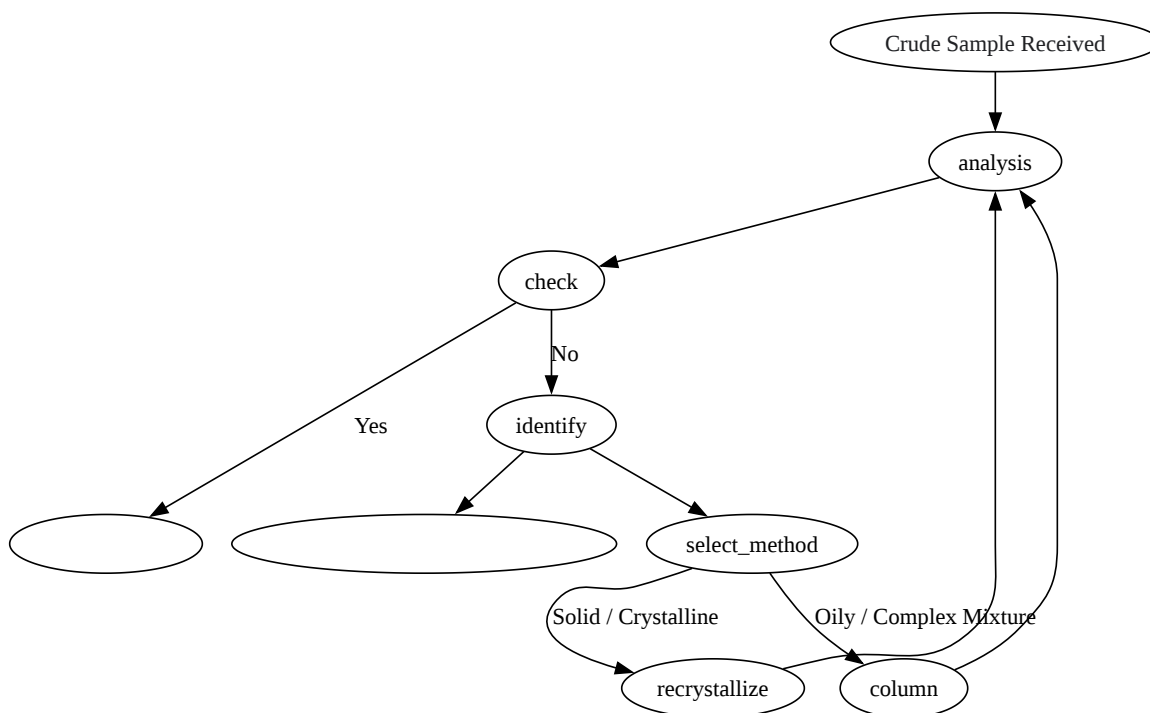 Crude Sample Received
analysis
check
No
Yes
identify
select_method
Solid / Crystalline
Oily / Complex Mixture
recrystallize
column